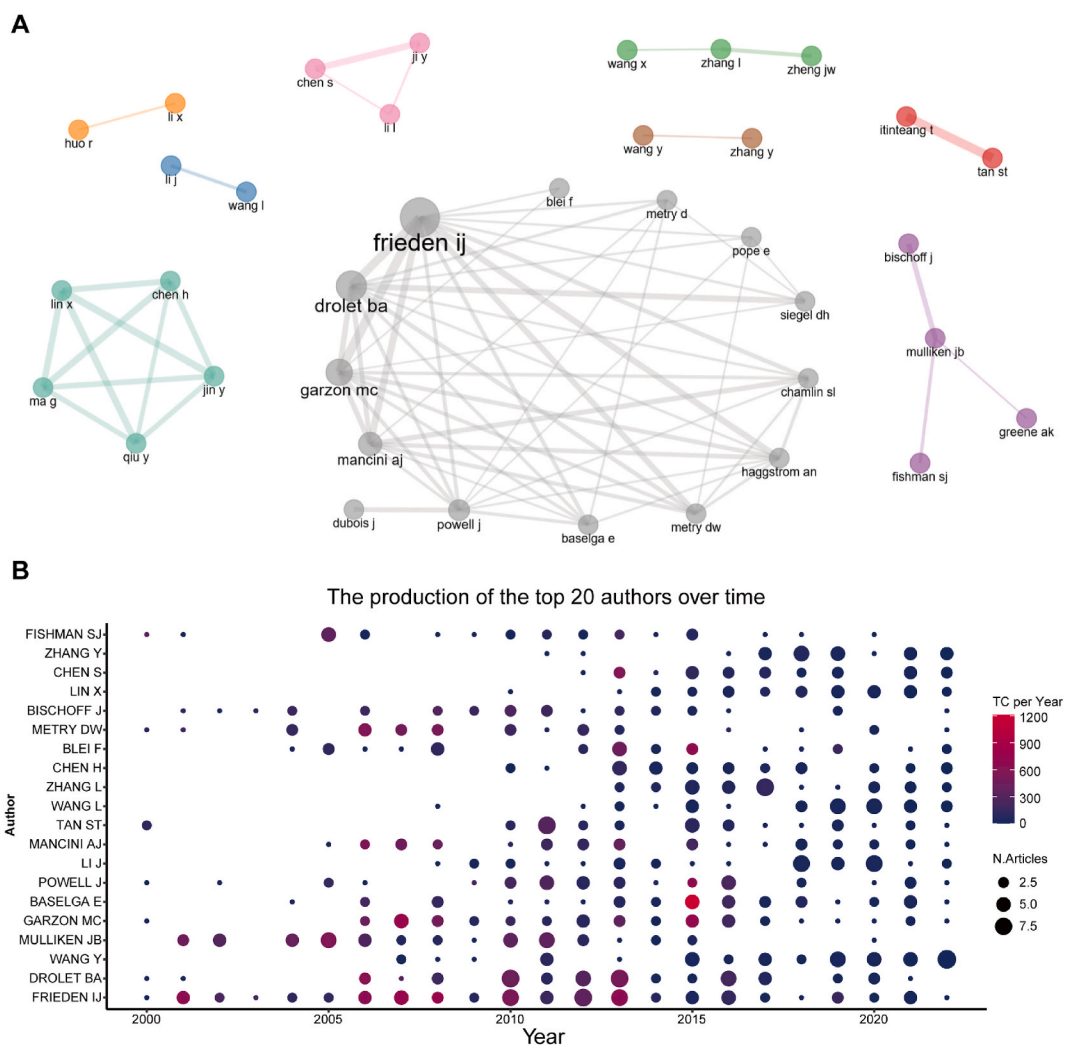 A
ji y
chen s
li l
wang x
zhang l
zheng jw
li x
huo r
itinteang t
tan st
wang y
zhang y
li j
wang l
blei f
metry d
frieden ij
pope e
bischoff j
lin x
chen h
drolet ba
siegel dh
mulliken jb
ma g
jin y
garzon mc
chamlin sl
greene ak
qiu y
mancini aj
haggstrom an
fishman sj
dubois j
powell j
baselga e
metry dw
B
The production of the top 20 authors over time
Author
FISHMAN SJ
ZHANG Y
CHEN S
LIN X
BISCHOFF J
METRY DW
BLEI F
CHEN H
ZHANG L
WANG L
TAN ST
MANCINI AJ
LI J
POWELL J
BASELGA E
GARZON MC
MULLIKEN JB
WANG Y
DROLET BA
FRIEDEN IJ
2000 2005 2010 2015 2020
Year
TC per Year
1200
900
600
300
0
N.Articles
2.5
5.0
7.5